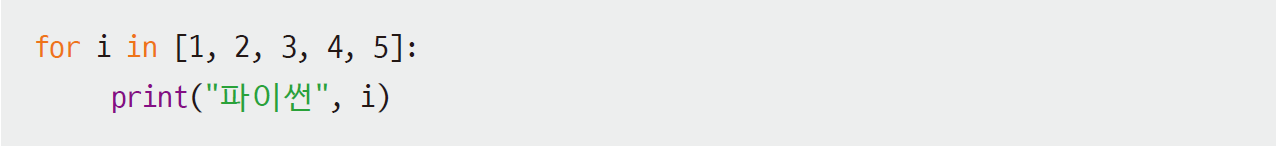 for i in [1, 2, 3, 4, 5]:
print("파이썬", i)